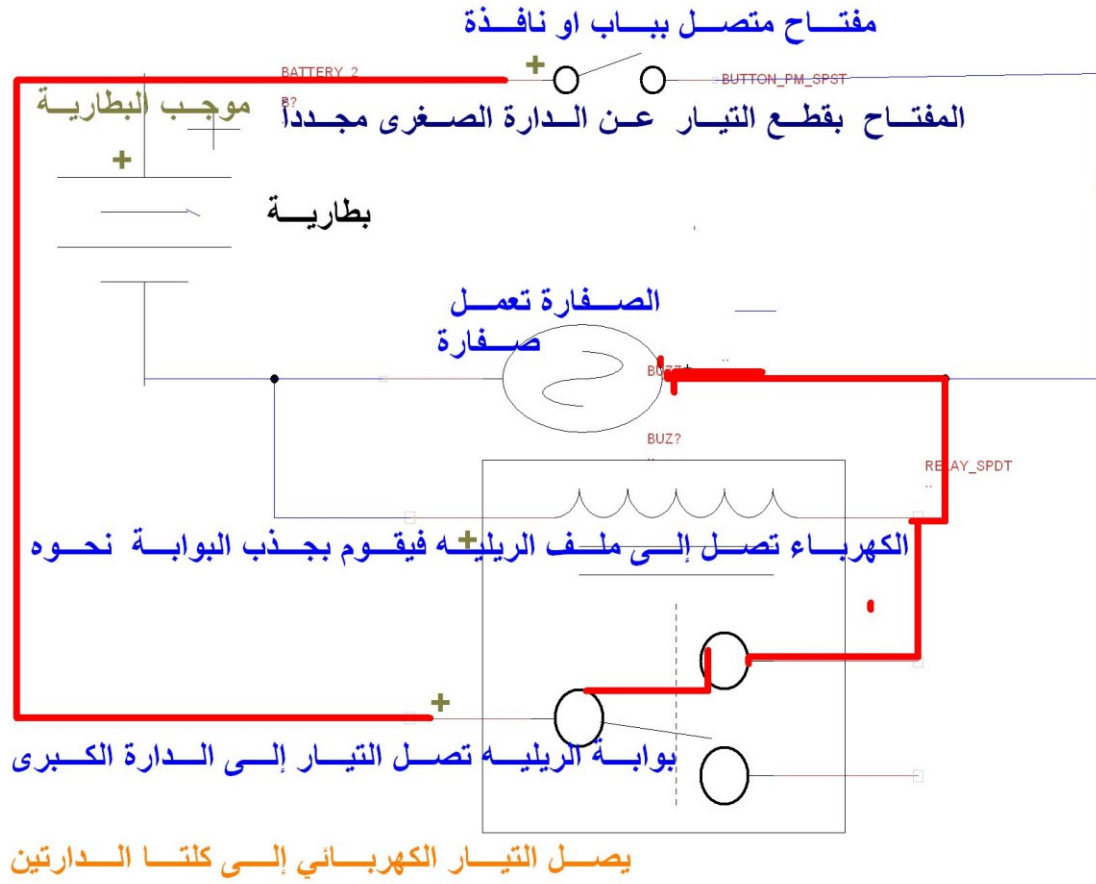 مفتاح متصل بباب او نافذة
+
BATTERY_2
BUTTON_PM_SPST
B?
موجب البطارية
المفتاح بقطع التيار عن الدارة الصغرى مجدداً
+
بطارية
الصفارة تعمل
صفارة
BUZ?
RELAY_SPDT
الكهرباء تصل إلى ملف الريليه فيقوم بجذب البوابة نحوه
+
+
بوابة الريليه تصل التيار إلى الدارة الكبرى
يصل التيار الكهربائي إلى كلتا الدارتين